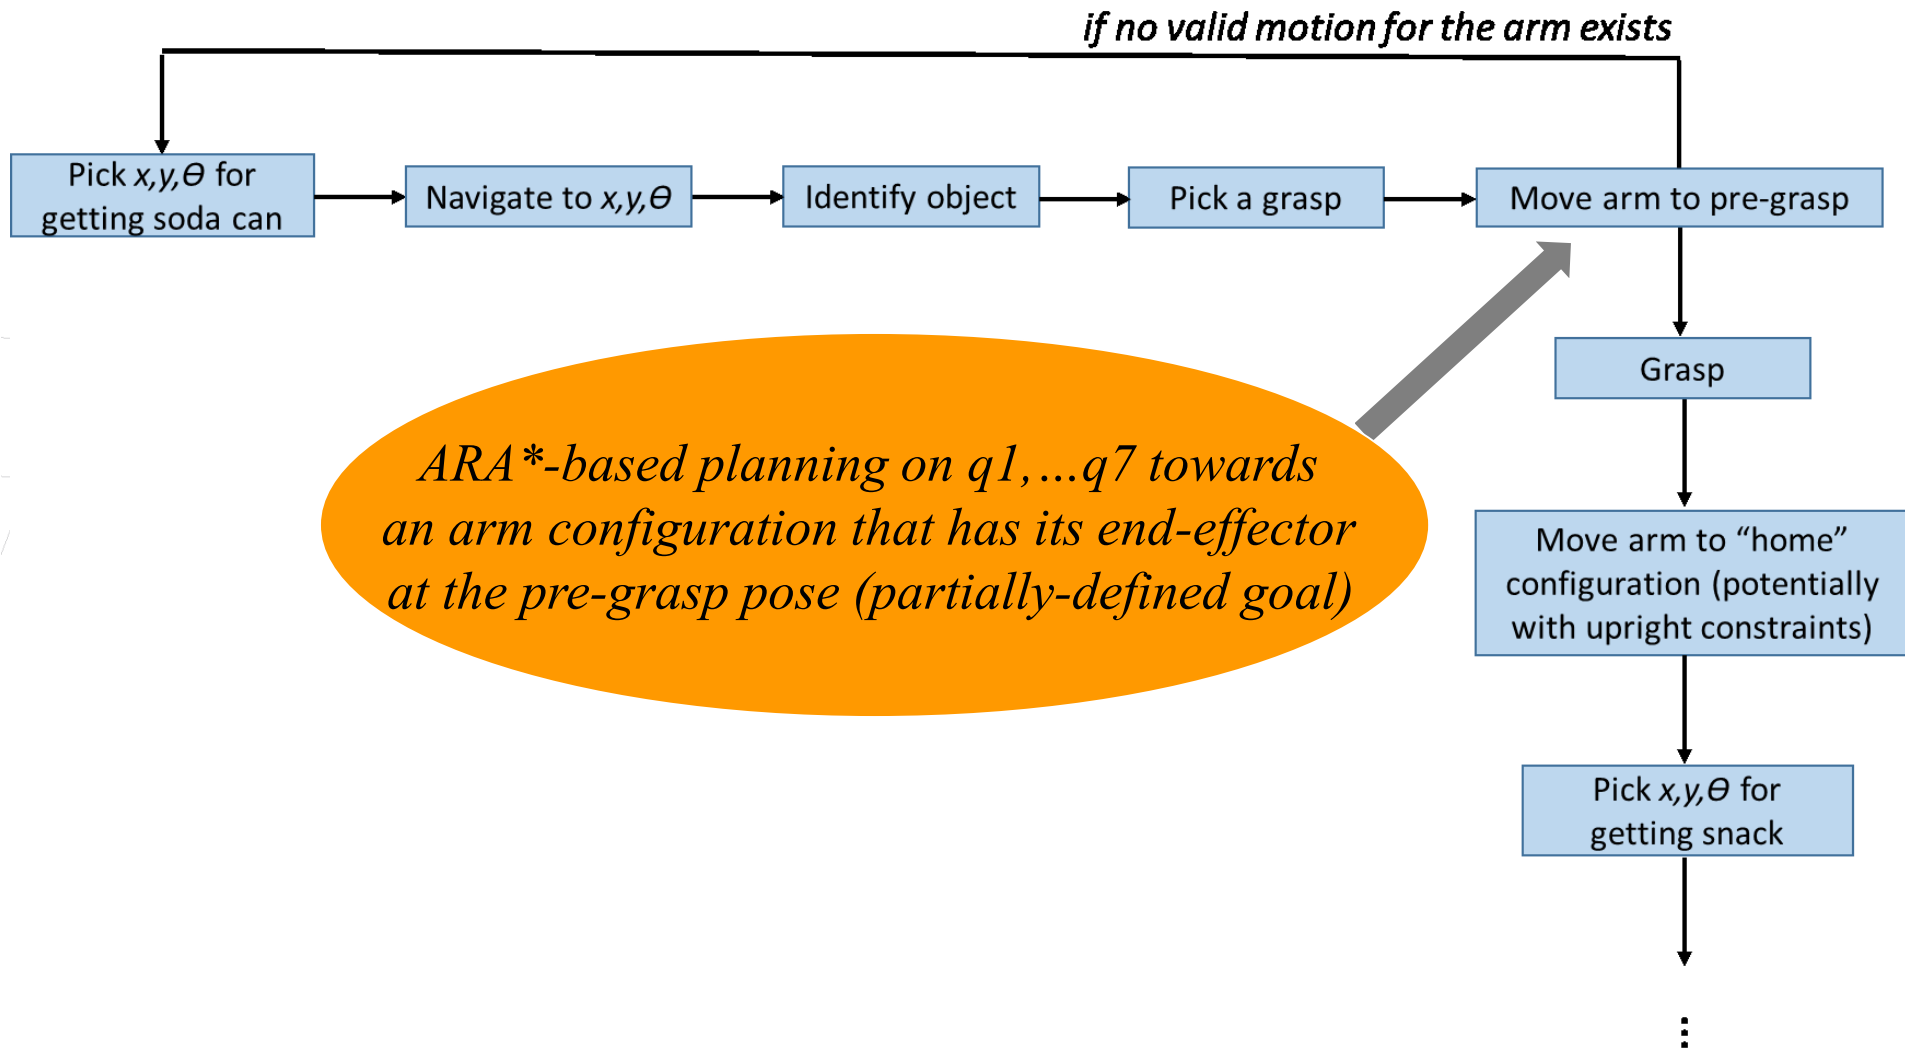 if no valid motion for the arm exists
Pick x,y,Θ for
getting soda can
Navigate to x,y,Θ
Identify object
Pick a grasp
Move arm to pre-grasp
Grasp
ARA*-based planning on q1,...q7 towards
an arm configuration that has its end-effector
at the pre-grasp pose (partially-defined goal)
Move arm to “home”
configuration (potentially
with upright constraints)
Pick x,y,Θ for
getting snack
⋮